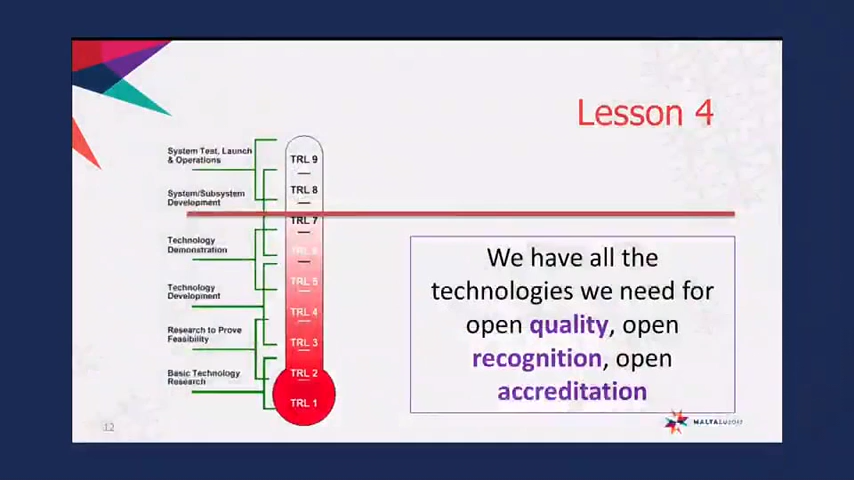 Lesson 4
System Test, Launch
& Operations
System/Subsystem
Development
Technology
Demonstration
Technology
Development
Research to Prove
Feasibility
Basic Technology
Research
TRL 9
TRL 8
TRL 7
TRL 6
TRL 5
TRL 4
TRL 3
TRL 2
TRL 1
We have all the
technologies we need for
open quality, open
recognition, open
accreditation
12